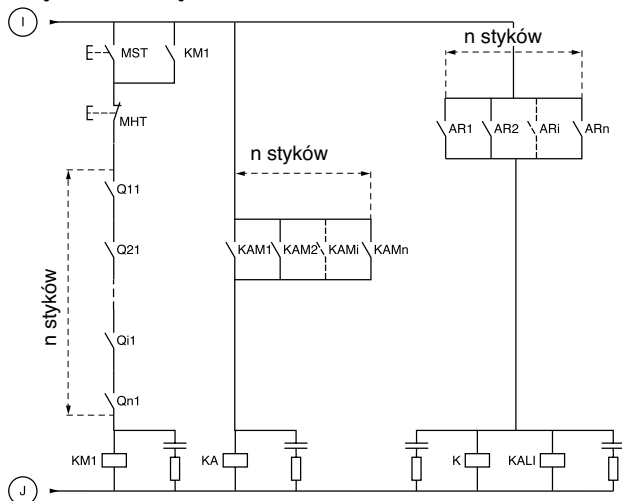 I
MST
KM1
n styków
MHT
AR1
AR2
ARi
ARn
n styków
Q11
Q21
KAM1
KAM2
KAMi
KAMn
n styków
Qi1
Qn1
KM1
KA
K
KALI
J